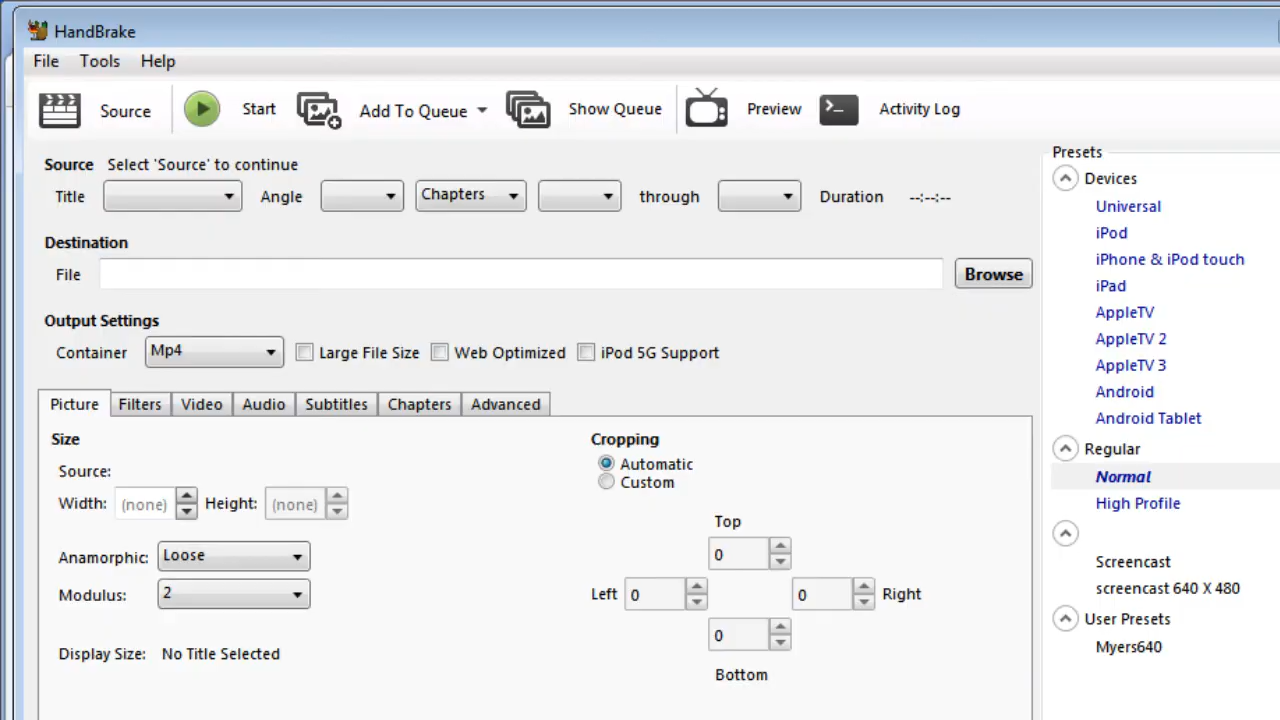 HandBrake
File Tools Help
Source Start Add To Queue Show Queue Preview Activity Log
Source Select 'Source' to continue
Title Angle Chapters through Duration --:--:--
Destination
File Browse
Output Settings
Container Mp4 Large File Size Web Optimized iPod 5G Support
Picture Filters Video Audio Subtitles Chapters Advanced
Size
Source:
Width: (none) Height: (none)
Anamorphic: Loose
Modulus: 2
Display Size: No Title Selected
Cropping
Automatic
Custom
Top
0
Left 0 0 Right
0
Bottom
Presets
Devices
Universal
iPod
iPhone & iPod touch
iPad
AppleTV
AppleTV 2
AppleTV 3
Android
Android Tablet
Regular
Normal
High Profile
Screencast
screencast 640 X 480
User Presets
Myers640